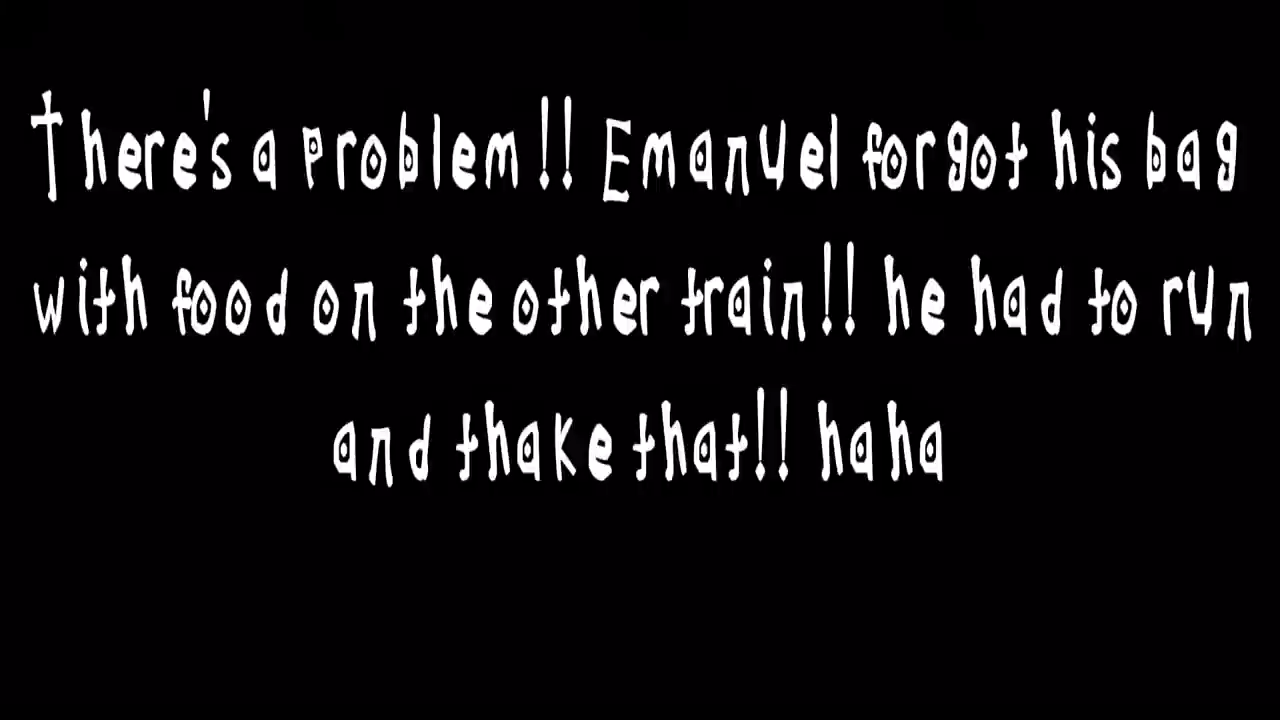 There's a problem!! Emanuel forgot his bag
with food on the other train!! he had to run
and thake that!! haha